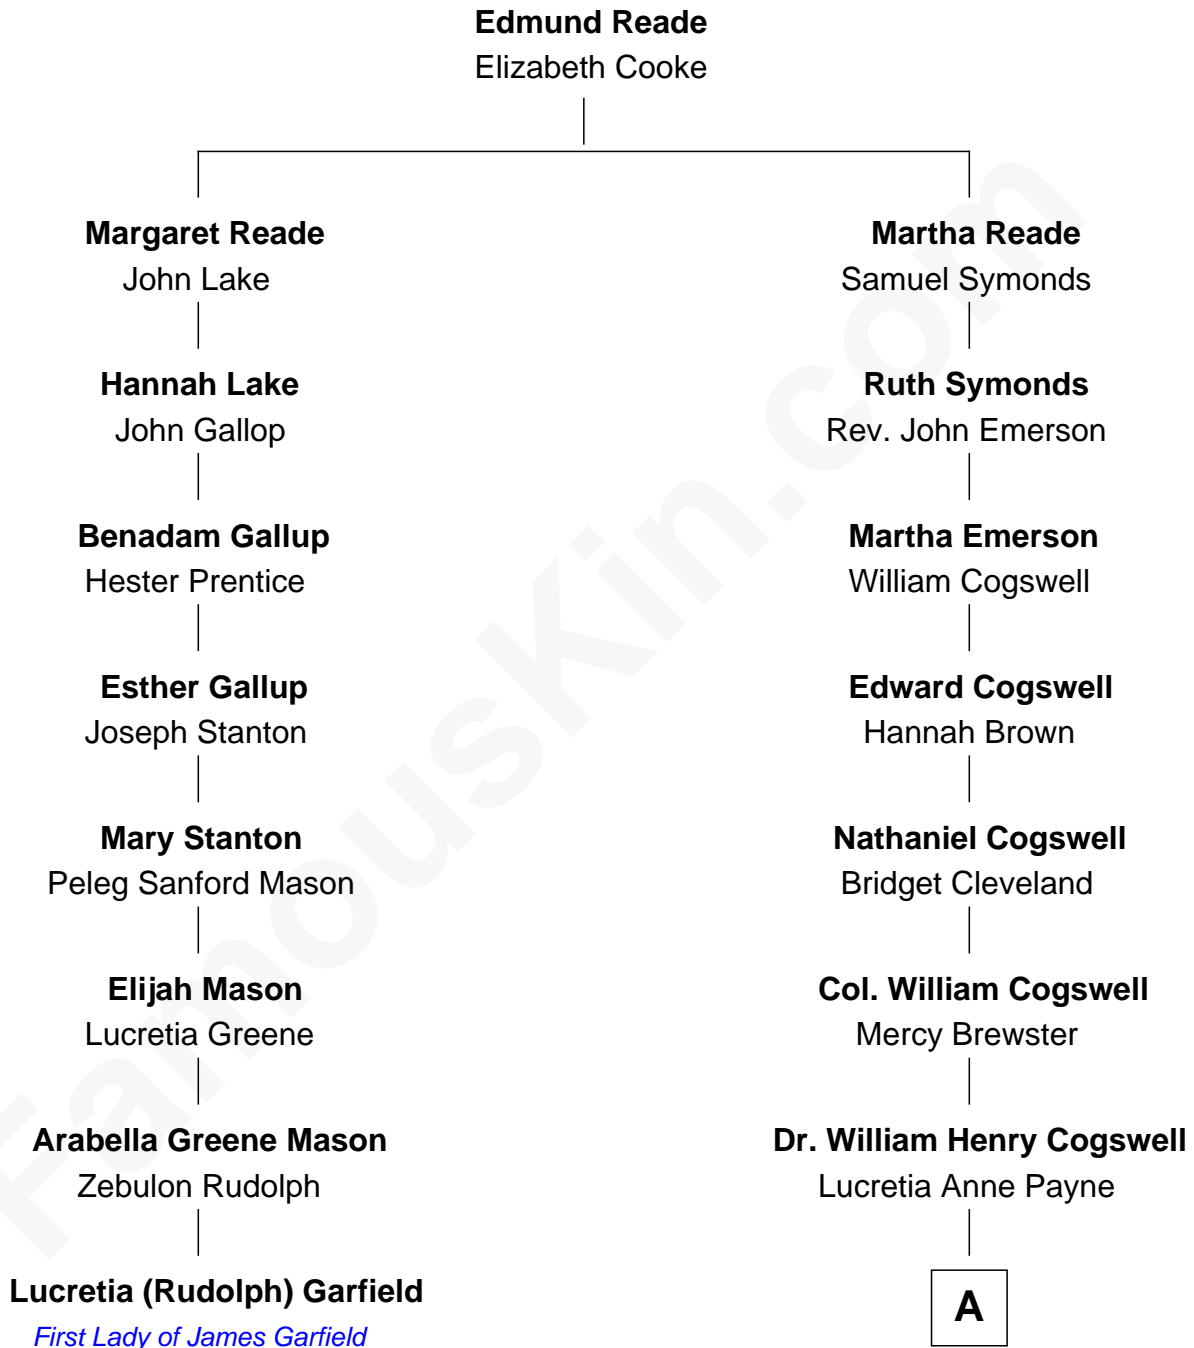 Edmund Reade
Elizabeth Cooke
Margaret Reade
John Lake
Martha Reade
Samuel Symonds
Hannah Lake
John Gallop
Ruth Symonds
Rev. John Emerson
Benadam Gallup
Hester Prentice
Martha Emerson
William Cogswell
Esther Gallup
Joseph Stanton
Edward Cogswell
Hannah Brown
Mary Stanton
Peleg Sanford Mason
Nathaniel Cogswell
Bridget Cleveland
Elijah Mason
Lucretia Greene
Col. William Cogswell
Mercy Brewster
Arabella Greene Mason
Zebulon Rudolph
Dr. William Henry Cogswell
Lucretia Anne Payne
Lucretia (Rudolph) Garfield
First Lady of James Garfield
A
FamousKin.com